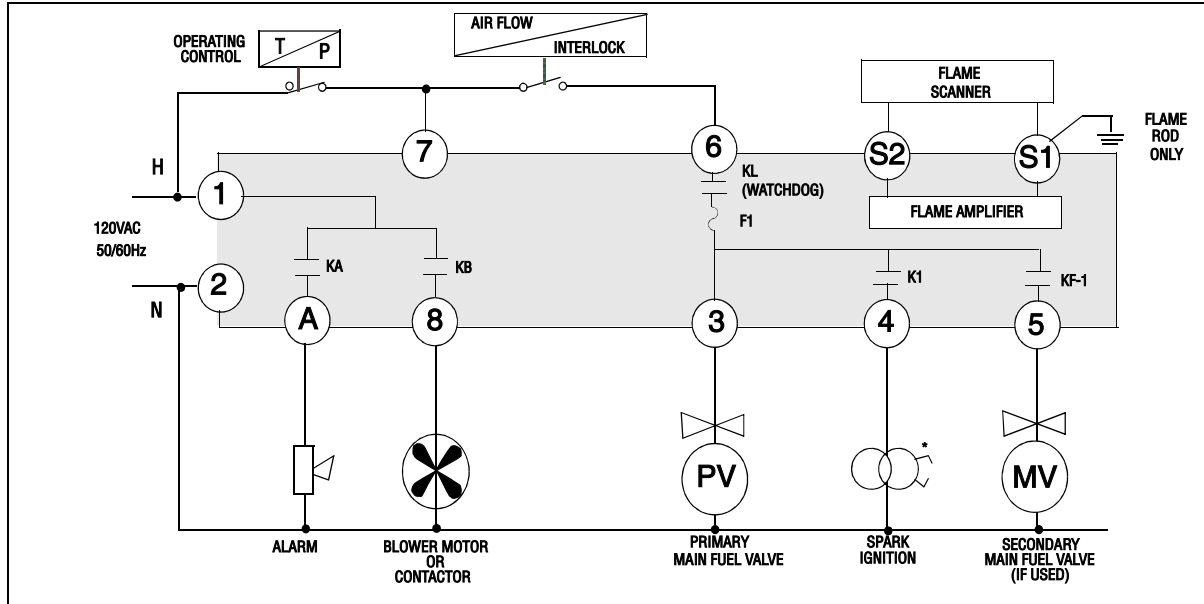 AIR FLOW
INTERLOCK
OPERATING
CONTROL
T
P
FLAME
SCANNER
FLAME
ROD
ONLY
7
6
S2
S1
H
KL
(WATCHDOG)
1
FLAME AMPLIFIER
F1
120VAC
50/60Hz
KA
KB
K1
KF-1
2
N
A
8
3
4
5
*
PV
MV
ALARM
BLOWER MOTOR
OR
CONTACTOR
PRIMARY
MAIN FUEL VALVE
SPARK
IGNITION
SECONDARY
MAIN FUEL VALVE
(IF USED)